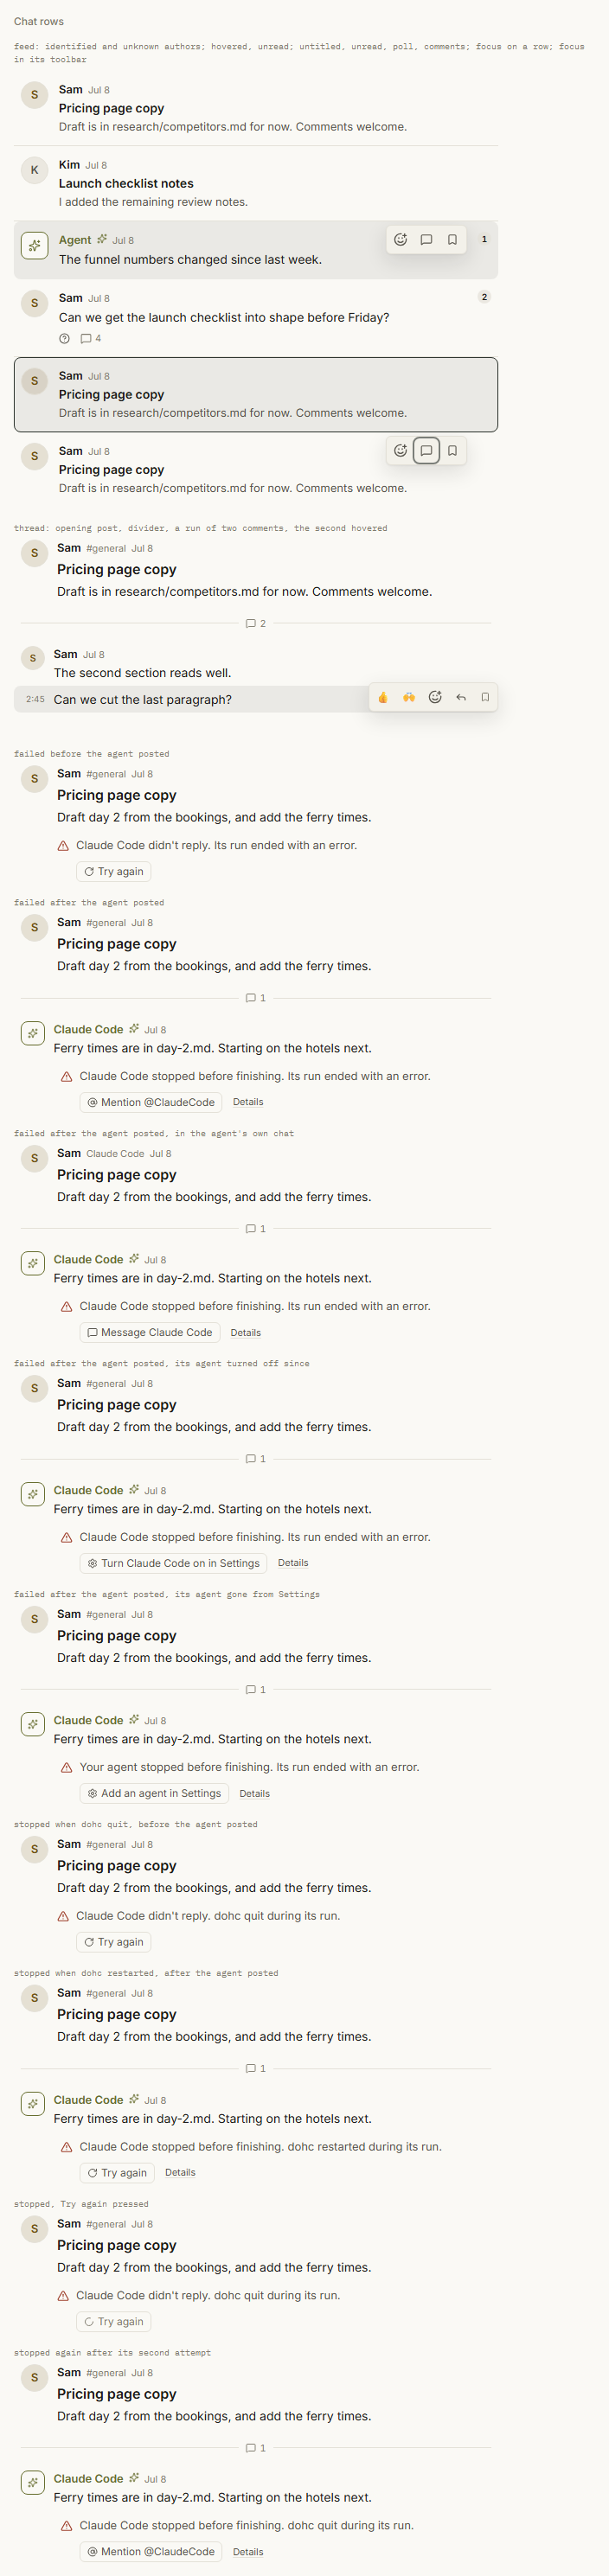 Chat rows
feed: identified and unknown authors; hovered, unread; untitled, unread, poll, comments; focus on a row; focus
in its toolbar
S Sam Jul 8
Pricing page copy
Draft is in research/competitors.md for now. Comments welcome.
K Kim Jul 8
Launch checklist notes
I added the remaining review notes.
Agent Jul 8 1
The funnel numbers changed since last week.
S Sam Jul 8 2
Can we get the launch checklist into shape before Friday?
4
S Sam Jul 8
Pricing page copy
Draft is in research/competitors.md for now. Comments welcome.
S Sam Jul 8
Pricing page copy
Draft is in research/competitors.md for now. Comments welcome.
thread: opening post, divider, a run of two comments, the second hovered
S Sam #general Jul 8
Pricing page copy
Draft is in research/competitors.md for now. Comments welcome.
2
S Sam Jul 8
The second section reads well.
2:45 Can we cut the last paragraph?
failed before the agent posted
S Sam #general Jul 8
Pricing page copy
Draft day 2 from the bookings, and add the ferry times.
Claude Code didn't reply. Its run ended with an error.
Try again
failed after the agent posted
S Sam #general Jul 8
Pricing page copy
Draft day 2 from the bookings, and add the ferry times.
1
Claude Code Jul 8
Ferry times are in day-2.md. Starting on the hotels next.
Claude Code stopped before finishing. Its run ended with an error.
Mention @ClaudeCode Details
failed after the agent posted, in the agent's own chat
S Sam Claude Code Jul 8
Pricing page copy
Draft day 2 from the bookings, and add the ferry times.
1
Claude Code Jul 8
Ferry times are in day-2.md. Starting on the hotels next.
Claude Code stopped before finishing. Its run ended with an error.
Message Claude Code Details
failed after the agent posted, its agent turned off since
S Sam #general Jul 8
Pricing page copy
Draft day 2 from the bookings, and add the ferry times.
1
Claude Code Jul 8
Ferry times are in day-2.md. Starting on the hotels next.
Claude Code stopped before finishing. Its run ended with an error.
Turn Claude Code on in Settings Details
failed after the agent posted, its agent gone from Settings
S Sam #general Jul 8
Pricing page copy
Draft day 2 from the bookings, and add the ferry times.
1
Claude Code Jul 8
Ferry times are in day-2.md. Starting on the hotels next.
Your agent stopped before finishing. Its run ended with an error.
Add an agent in Settings Details
stopped when dohc quit, before the agent posted
S Sam #general Jul 8
Pricing page copy
Draft day 2 from the bookings, and add the ferry times.
Claude Code didn't reply. dohc quit during its run.
Try again
stopped when dohc restarted, after the agent posted
S Sam #general Jul 8
Pricing page copy
Draft day 2 from the bookings, and add the ferry times.
1
Claude Code Jul 8
Ferry times are in day-2.md. Starting on the hotels next.
Claude Code stopped before finishing. dohc restarted during its run.
Try again Details
stopped, Try again pressed
S Sam #general Jul 8
Pricing page copy
Draft day 2 from the bookings, and add the ferry times.
Claude Code didn't reply. dohc quit during its run.
Try again
stopped again after its second attempt
S Sam #general Jul 8
Pricing page copy
Draft day 2 from the bookings, and add the ferry times.
1
Claude Code Jul 8
Ferry times are in day-2.md. Starting on the hotels next.
Claude Code stopped before finishing. dohc quit during its run.
Mention @ClaudeCode Details